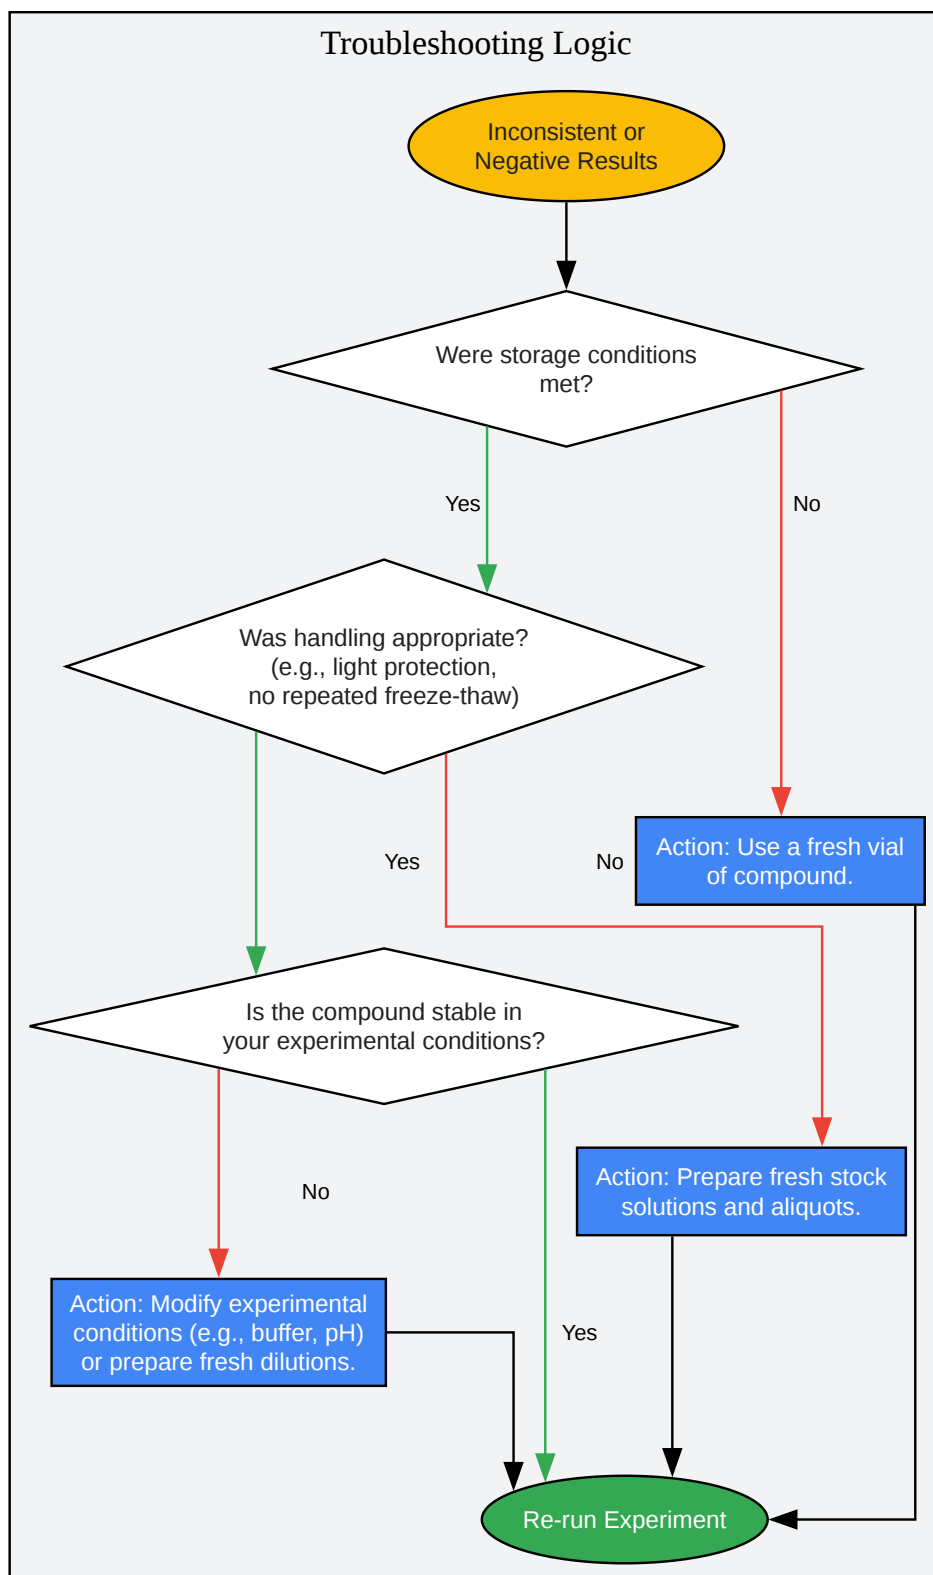 Troubleshooting Logic
Inconsistent or
Negative Results
Were storage conditions
met?
Yes
No
Was handling appropriate?
(e.g., light protection,
no repeated freeze-thaw)
Action: Use a fresh vial
of compound.
Yes
No
Is the compound stable in
your experimental conditions?
Action: Prepare fresh stock
solutions and aliquots.
No
Action: Modify experimental
conditions (e.g., buffer, pH)
or prepare fresh dilutions.
Yes
Re-run Experiment